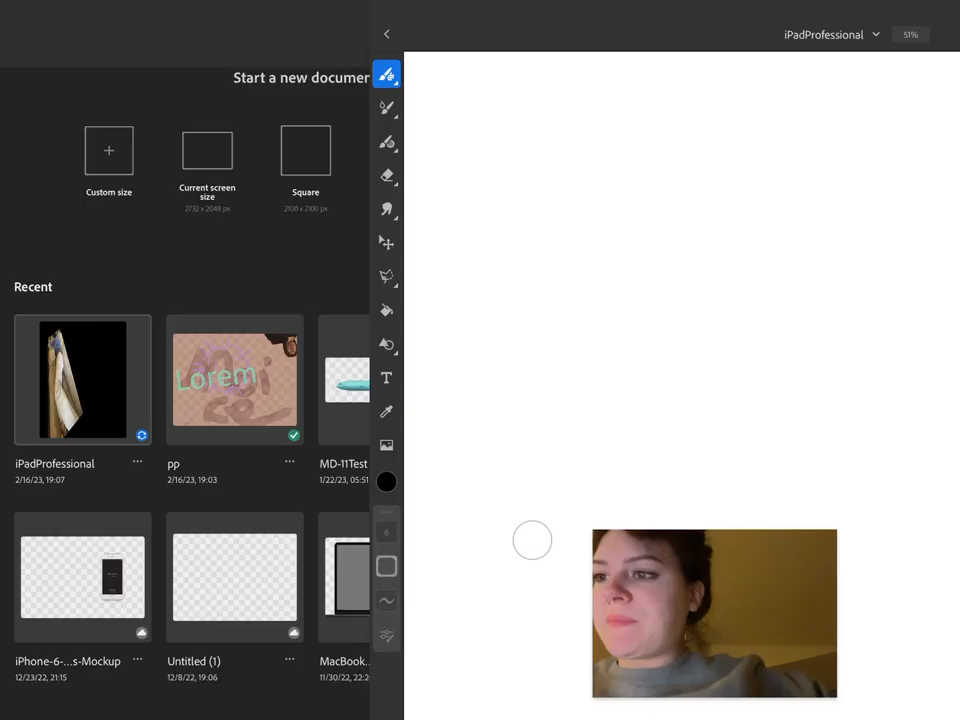 iPadProfessional
51%
Start a new documen
Custom size
Current screen
size
2732 x 2048 px
Square
2100 x 2100 px
Recent
Lorem
iPadProfessional
2/16/23, 19:07
pp
2/16/23, 19:03
MD-11Test
1/22/23, 05:51
6
iPhone-6-...s-Mockup
12/23/22, 21:15
Untitled (1)
12/8/22, 19:06
MacBook..
11/30/22, 22:2
T